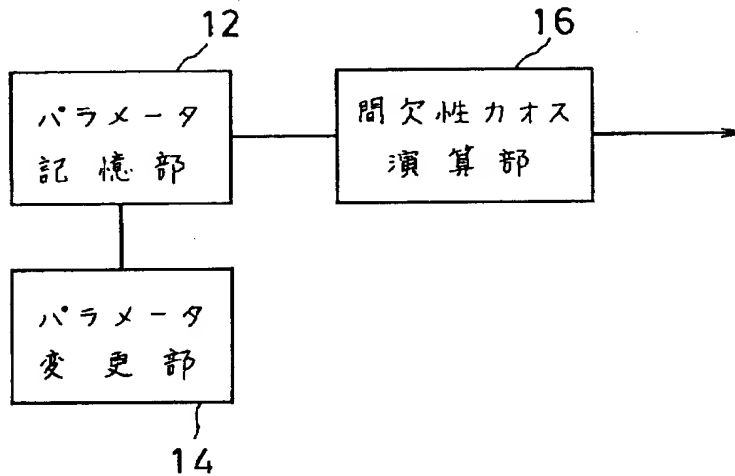 12
パラメータ
記憶部
16
間欠性カオス
演算部
パラメータ
変更部
14